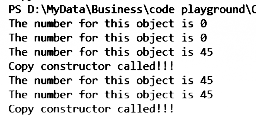 PS D:\MyData\Business\code playground\C
The number for this object is 0
The number for this object is 0
The number for this object is 45
Copy constructor called!!!
The number for this object is 45
The number for this object is 45
Copy constructor called!!!